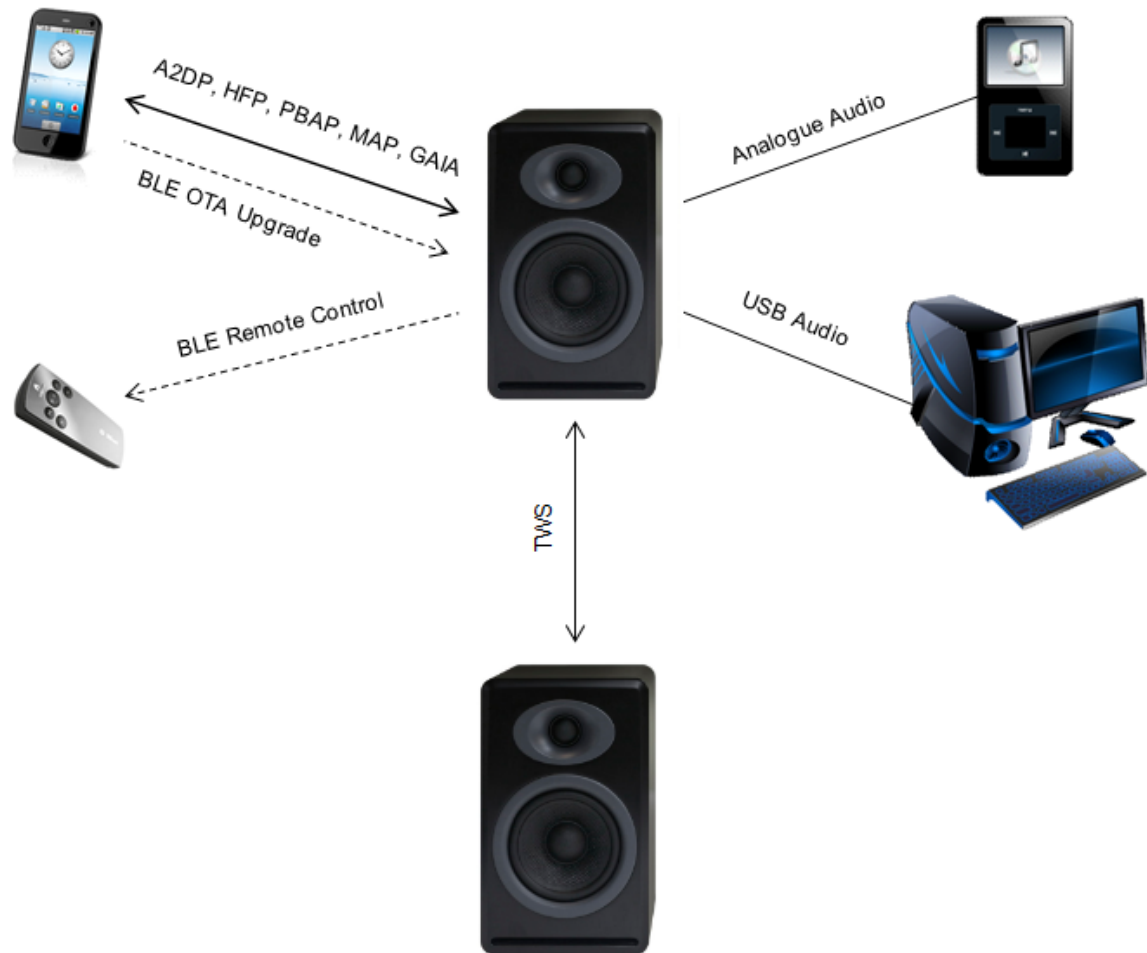 A2DP, HFP, PBAP, MAP, GAIA
BLE OTA Upgrade
BLE Remote Control
Analogue Audio
USB Audio
TWS